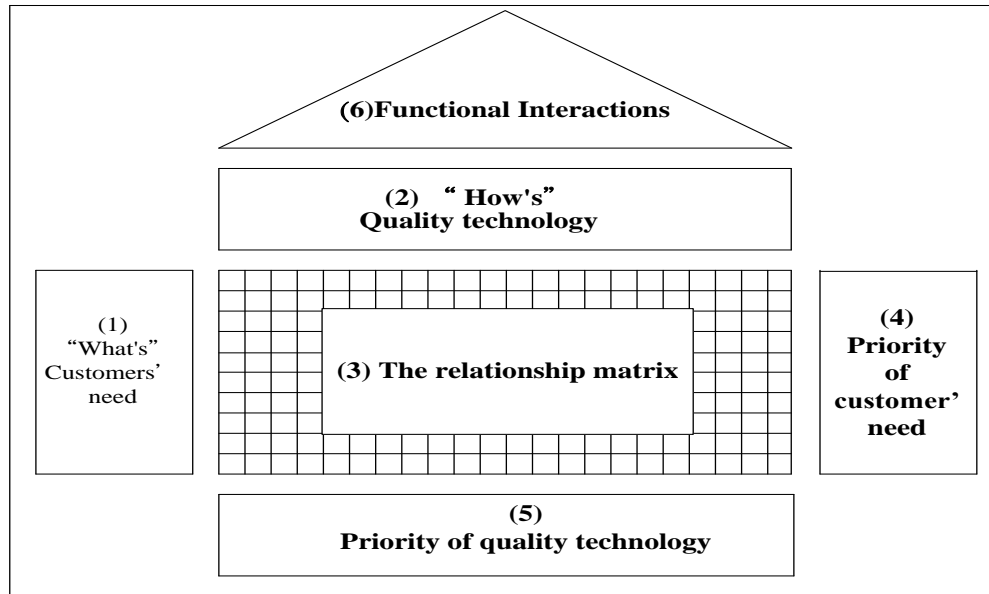 (6)Functional Interactions
(2) “ How's”
Quality technology
(1)
“What's”
Customers’
need
(3) The relationship matrix
(4)
Priority
of
customer’
need
(5)
Priority of quality technology